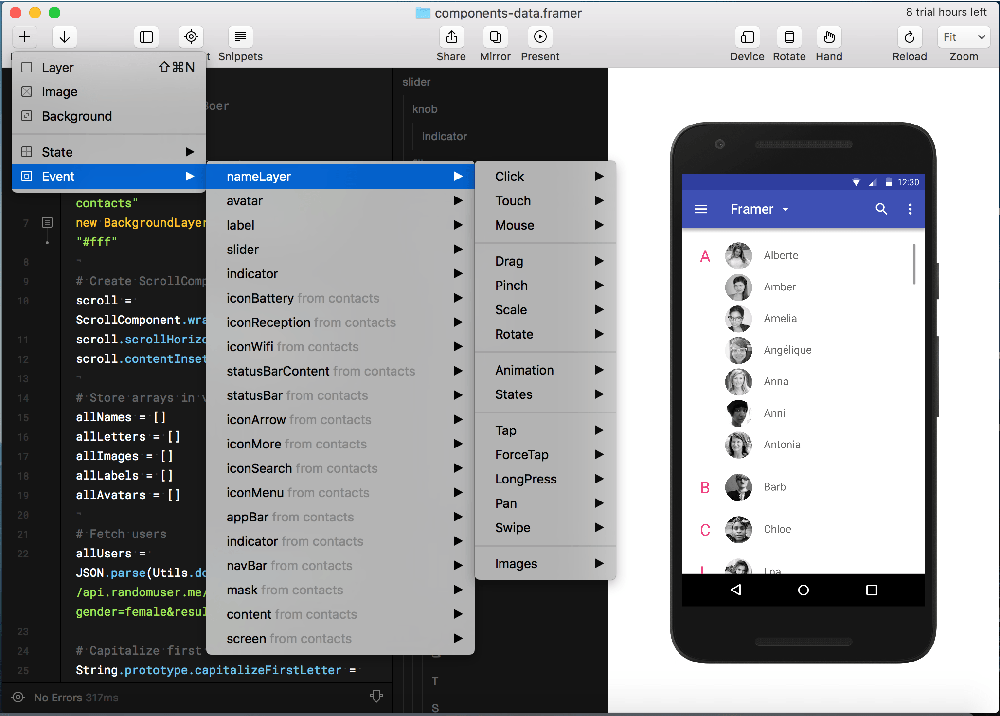 components-data.framer
6 trial hours left
Snippets
Share
Mirror
Present
Device
Rotate
Hand
Reload
Fit
Zoom
Layer ⇧⌘N
Image
Background
State
Event
nameLayer
avatar
label
slider
indicator
iconBattery from contacts
iconReception from contacts
iconWifi from contacts
statusBarContent from contacts
statusBar from contacts
iconArrow from contacts
iconMore from contacts
iconSearch from contacts
iconMenu from contacts
appBar from contacts
indicator from contacts
navBar from contacts
mask from contacts
content from contacts
screen from contacts
Click
Touch
Mouse
Drag
Pinch
Scale
Rotate
Animation
States
Tap
ForceTap
LongPress
Pan
Swipe
Images
contacts"
7 new BackgroundLayer
"#fff"
8
9 # Create ScrollComp
10 scroll =
ScrollComponent.wra
11 scroll.scrollHorizo
12 scroll.contentInset
13
14 # Store arrays in v
15 allNames = []
16 allLetters = []
17 allImages = []
18 allLabels = []
19 allAvatars = []
20
21 # Fetch users
22 allUsers =
JSON.parse(Utils.do
/api.randomuser.me/
gender=female&resul
23
24 # Capitalize first
25 String.prototype.capitalizeFirstLetter =
No Errors 317ms
slider
knob
indicator
T
S
12:30
Framer
A
Alberte
Amber
Amelia
Angélique
Anna
Anni
Antonia
B
Barb
C
Chloe